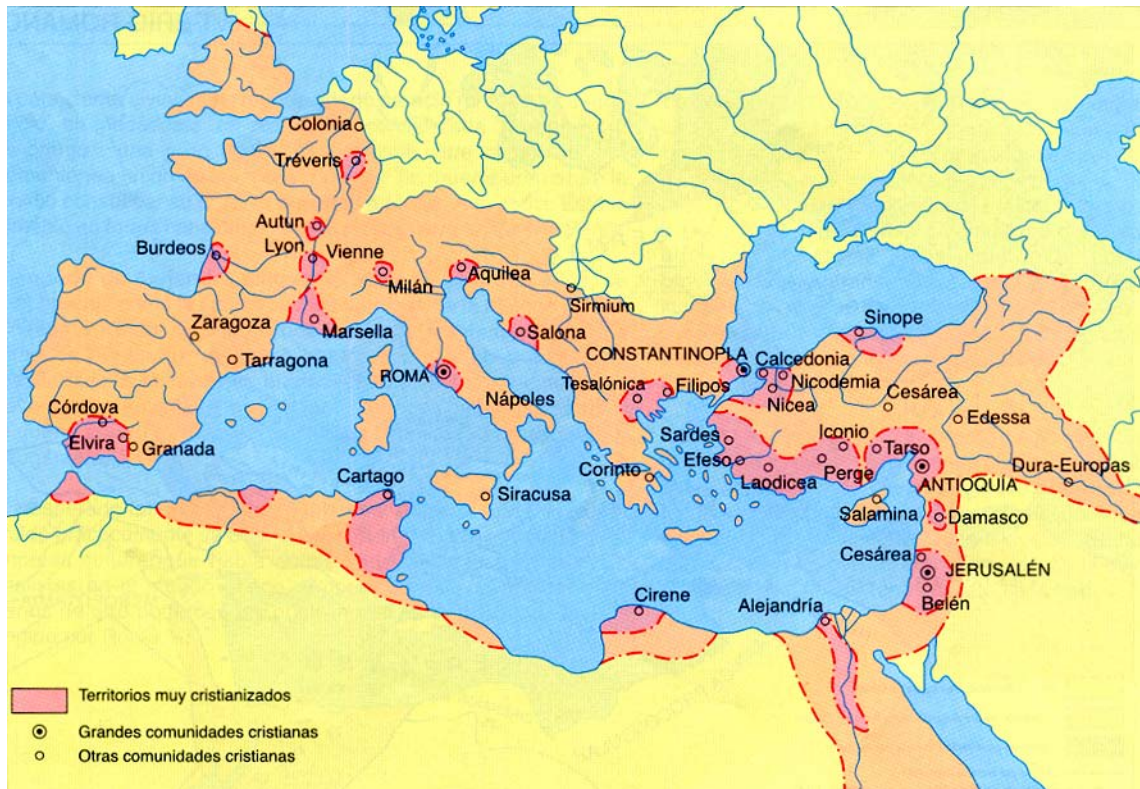 Colonia
Tréveris
Autun
Burdeos
Lyon
Vienne
Milán
Aquilea
Sirmium
Zaragoza
Marsella
Salóna
Sinope
Tarragona
ROMA
CONSTANTINOPLA
Calcedonia
Tesalónica
Filipos
Nicodemia
Nápoles
Nícea
Cesárea
Edessa
Córdova
Elvira
Granada
Sardes
Iconio
Tarso
Efeso
Corinto
Perge
Dura-Europas
Cartago
Siracusa
Laodicea
ANTIOQUÍA
Salamina
Damasco
Cesárea
JERUSALÉN
Cirene
Alejandría
Belén
Territorios muy cristianizados
Grandes comunidades cristianas
Otras comunidades cristianas